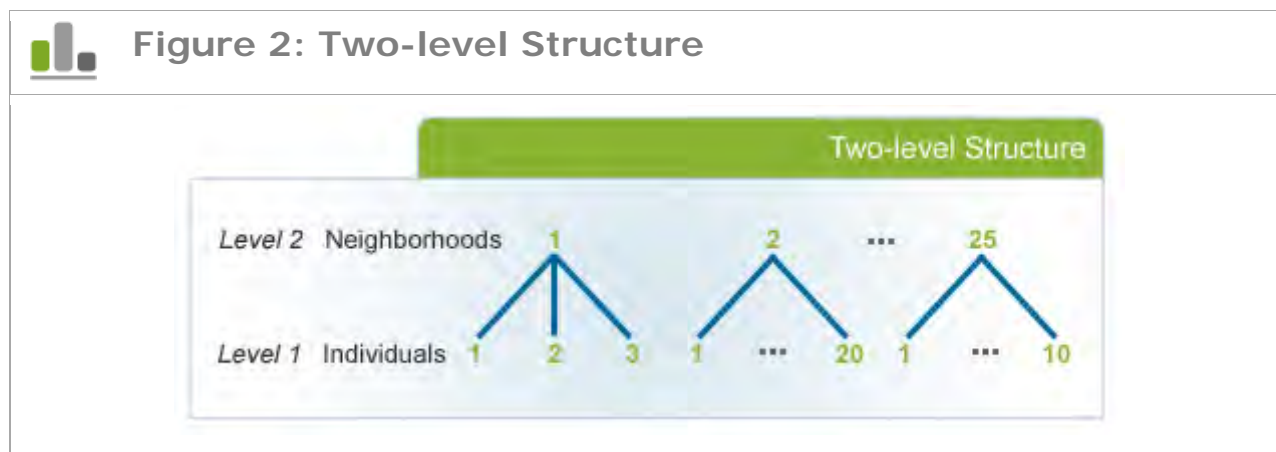 Figure 2: Two-level Structure
Two-level Structure
Level 2 Neighborhoods 1 2 ... 25
Level 1 Individuals 1 2 3 1 ... 20 1 ... 10